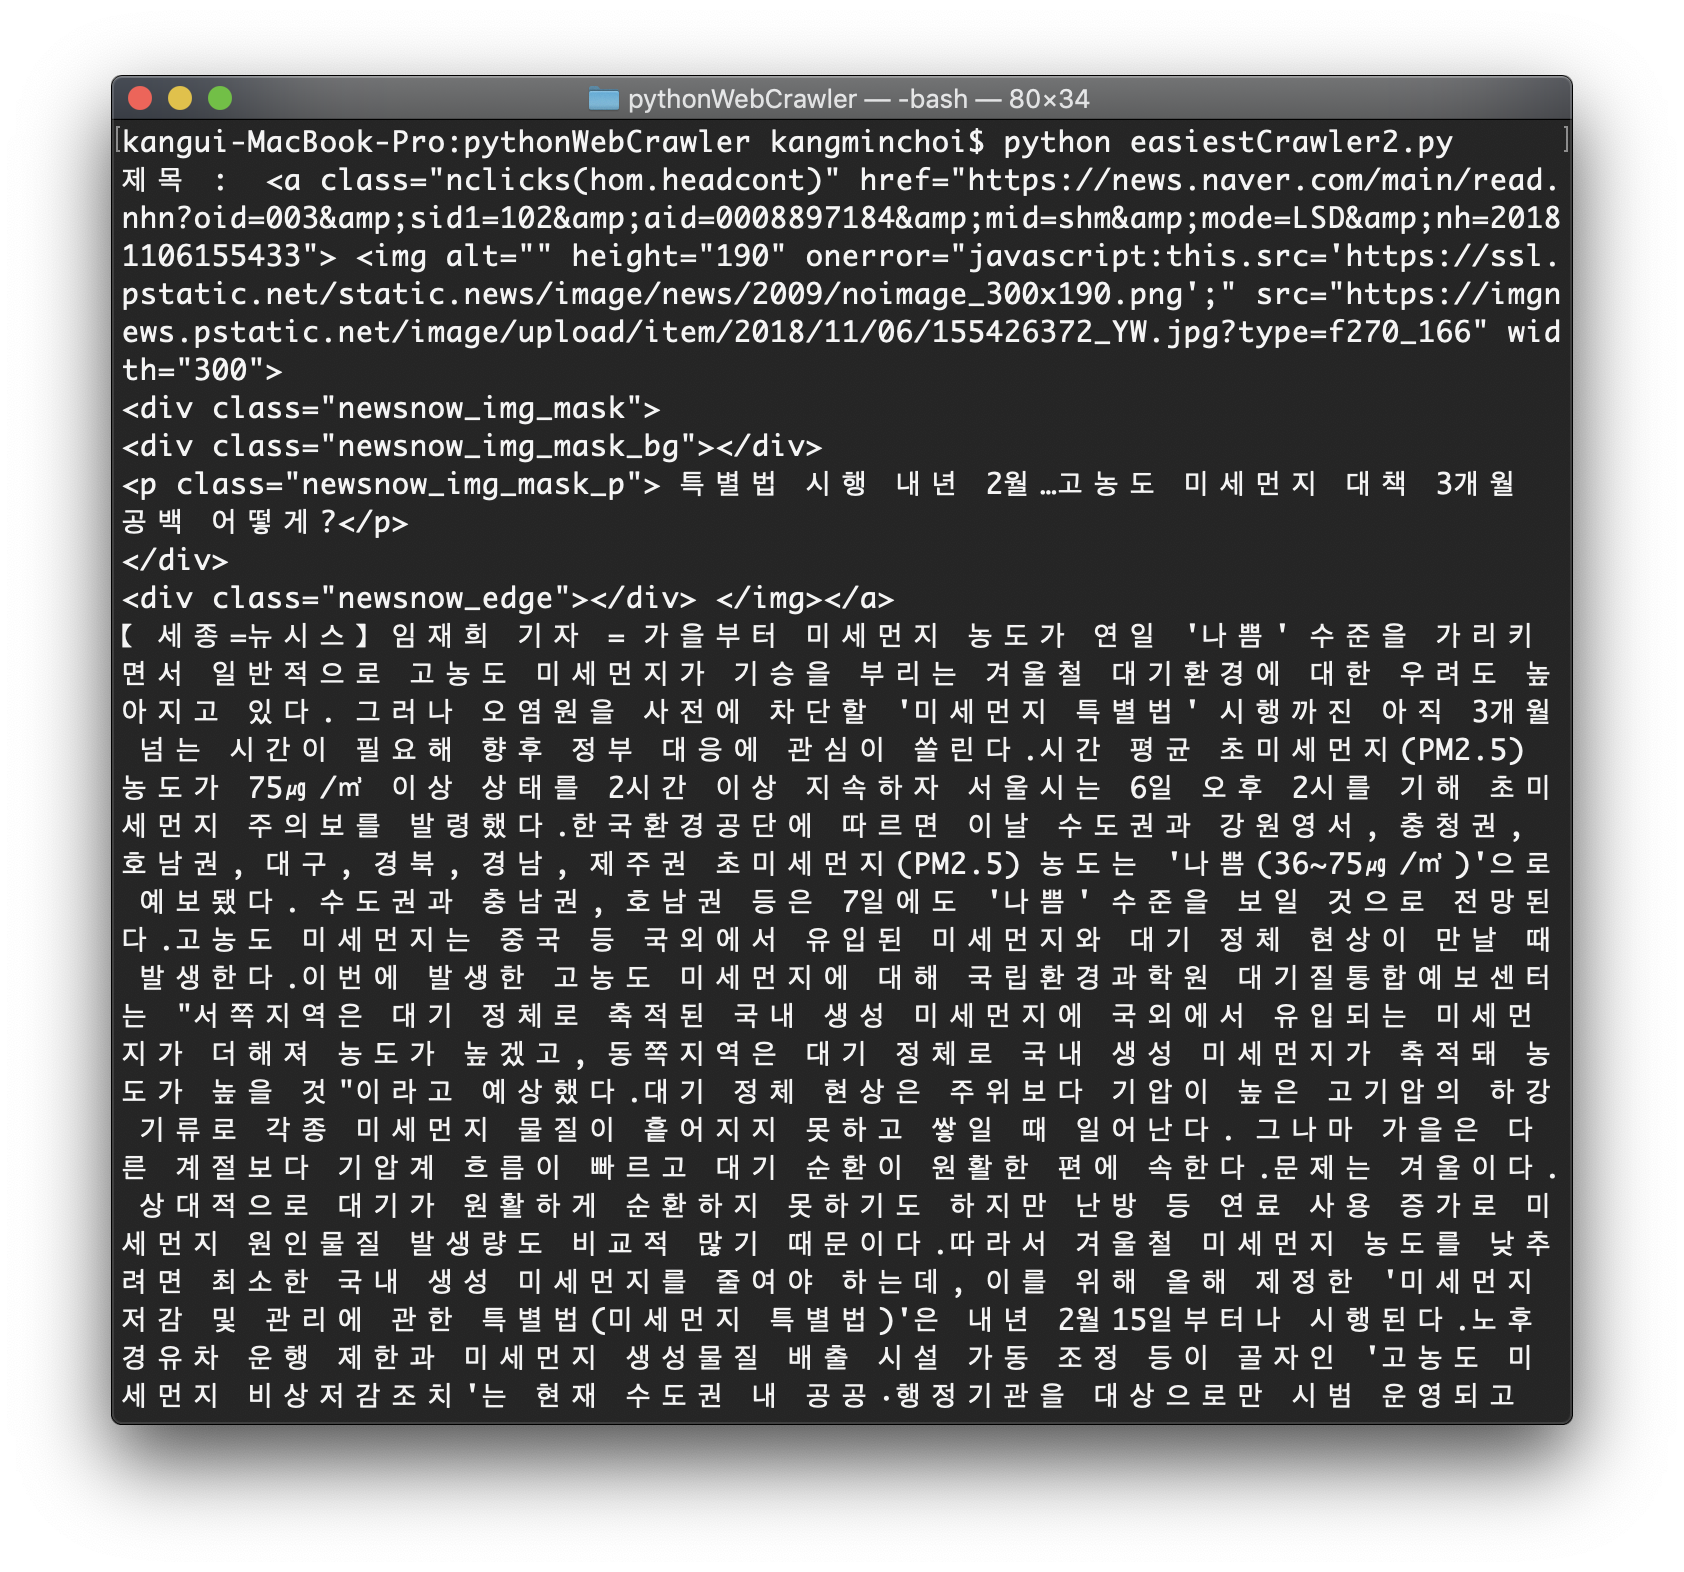 pythonWebCrawler — -bash — 80×34
kangui-MacBook-Pro:pythonWebCrawler kangminchoi$ python easiestCrawler2.py
제목 :  <a class="nclicks(hom.headcont)" href="https://news.naver.com/main/read.
nhn?oid=003&amp;sid1=102&amp;aid=0008897184&amp;mid=shm&amp;mode=LSD&amp;nh=2018
1106155433"> <img alt="" height="190" onerror="javascript:this.src='https://ssl.
pstatic.net/static.news/image/news/2009/noimage_300x190.png';" src="https://imgn
ews.pstatic.net/image/upload/item/2018/11/06/155426372_YW.jpg?type=f270_166" wid
th="300">
<div class="newsnow_img_mask">
<div class="newsnow_img_mask_bg"></div>
<p class="newsnow_img_mask_p"> 특별법 시행 내년 2월…고농도 미세먼지 대책 3개월
공백 어떻게?</p>
</div>
<div class="newsnow_edge"></div> </img></a>
【세종=뉴시스】임재희 기자 = 가을부터 미세먼지 농도가 연일 '나쁨' 수준을 가리키
면서 일반적으로 고농도 미세먼지가 기승을 부리는 겨울철 대기환경에 대한 우려도 높
아지고 있다. 그러나 오염원을 사전에 차단할 '미세먼지 특별법' 시행까진 아직 3개월
 넘는 시간이 필요해 향후 정부 대응에 관심이 쏠린다.시간 평균 초미세먼지(PM2.5)
농도가 75㎍/㎥ 이상 상태를 2시간 이상 지속하자 서울시는 6일 오후 2시를 기해 초미
세먼지 주의보를 발령했다.한국환경공단에 따르면 이날 수도권과 강원영서, 충청권,
호남권, 대구, 경북, 경남, 제주권 초미세먼지(PM2.5) 농도는 '나쁨(36~75㎍/㎥)'으로
 예보됐다. 수도권과 충남권, 호남권 등은 7일에도 '나쁨' 수준을 보일 것으로 전망된
다.고농도 미세먼지는 중국 등 국외에서 유입된 미세먼지와 대기 정체 현상이 만날 때
 발생한다.이번에 발생한 고농도 미세먼지에 대해 국립환경과학원 대기질통합예보센터
는 "서쪽지역은 대기 정체로 축적된 국내 생성 미세먼지에 국외에서 유입되는 미세먼
지가 더해져 농도가 높겠고, 동쪽지역은 대기 정체로 국내 생성 미세먼지가 축적돼 농
도가 높을 것"이라고 예상했다.대기 정체 현상은 주위보다 기압이 높은 고기압의 하강
 기류로 각종 미세먼지 물질이 흩어지지 못하고 쌓일 때 일어난다. 그나마 가을은 다
른 계절보다 기압계 흐름이 빠르고 대기 순환이 원활한 편에 속한다.문제는 겨울이다.
 상대적으로 대기가 원활하게 순환하지 못하기도 하지만 난방 등 연료 사용 증가로 미
세먼지 원인물질 발생량도 비교적 많기 때문이다.따라서 겨울철 미세먼지 농도를 낮추
려면 최소한 국내 생성 미세먼지를 줄여야 하는데, 이를 위해 올해 제정한 '미세먼지
저감 및 관리에 관한 특별법(미세먼지 특별법)'은 내년 2월15일부터나 시행된다.노후
경유차 운행 제한과 미세먼지 생성물질 배출 시설 가동 조정 등이 골자인 '고농도 미
세먼지 비상저감조치'는 현재 수도권 내 공공·행정기관을 대상으로만 시범 운영되고